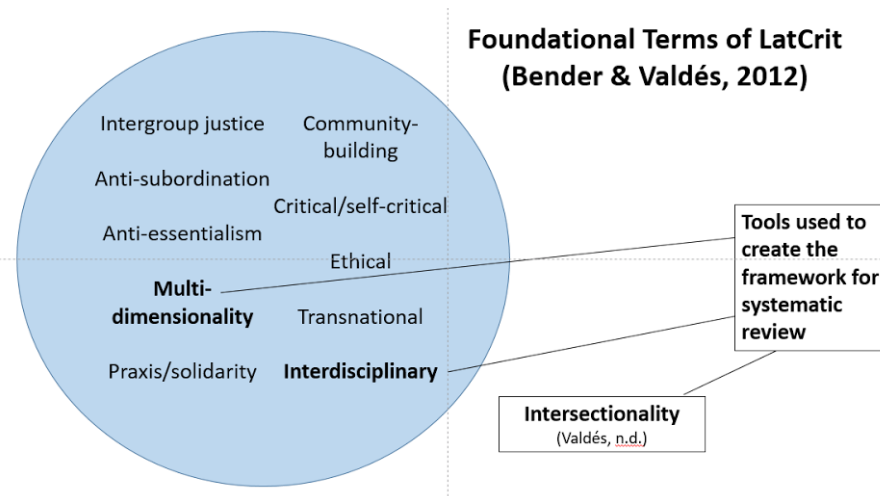 Foundational Terms of LatCrit
(Bender & Valdés, 2012)
Intergroup justice
Anti-subordination
Anti-essentialism
Multi-
dimensionality
Praxis/solidarity
Community-
building
Critical/self-critical
Ethical
Transnational
Interdisciplinary
Tools used to
create the
framework for
systematic
review
Intersectionality
(Valdés, n.d.)